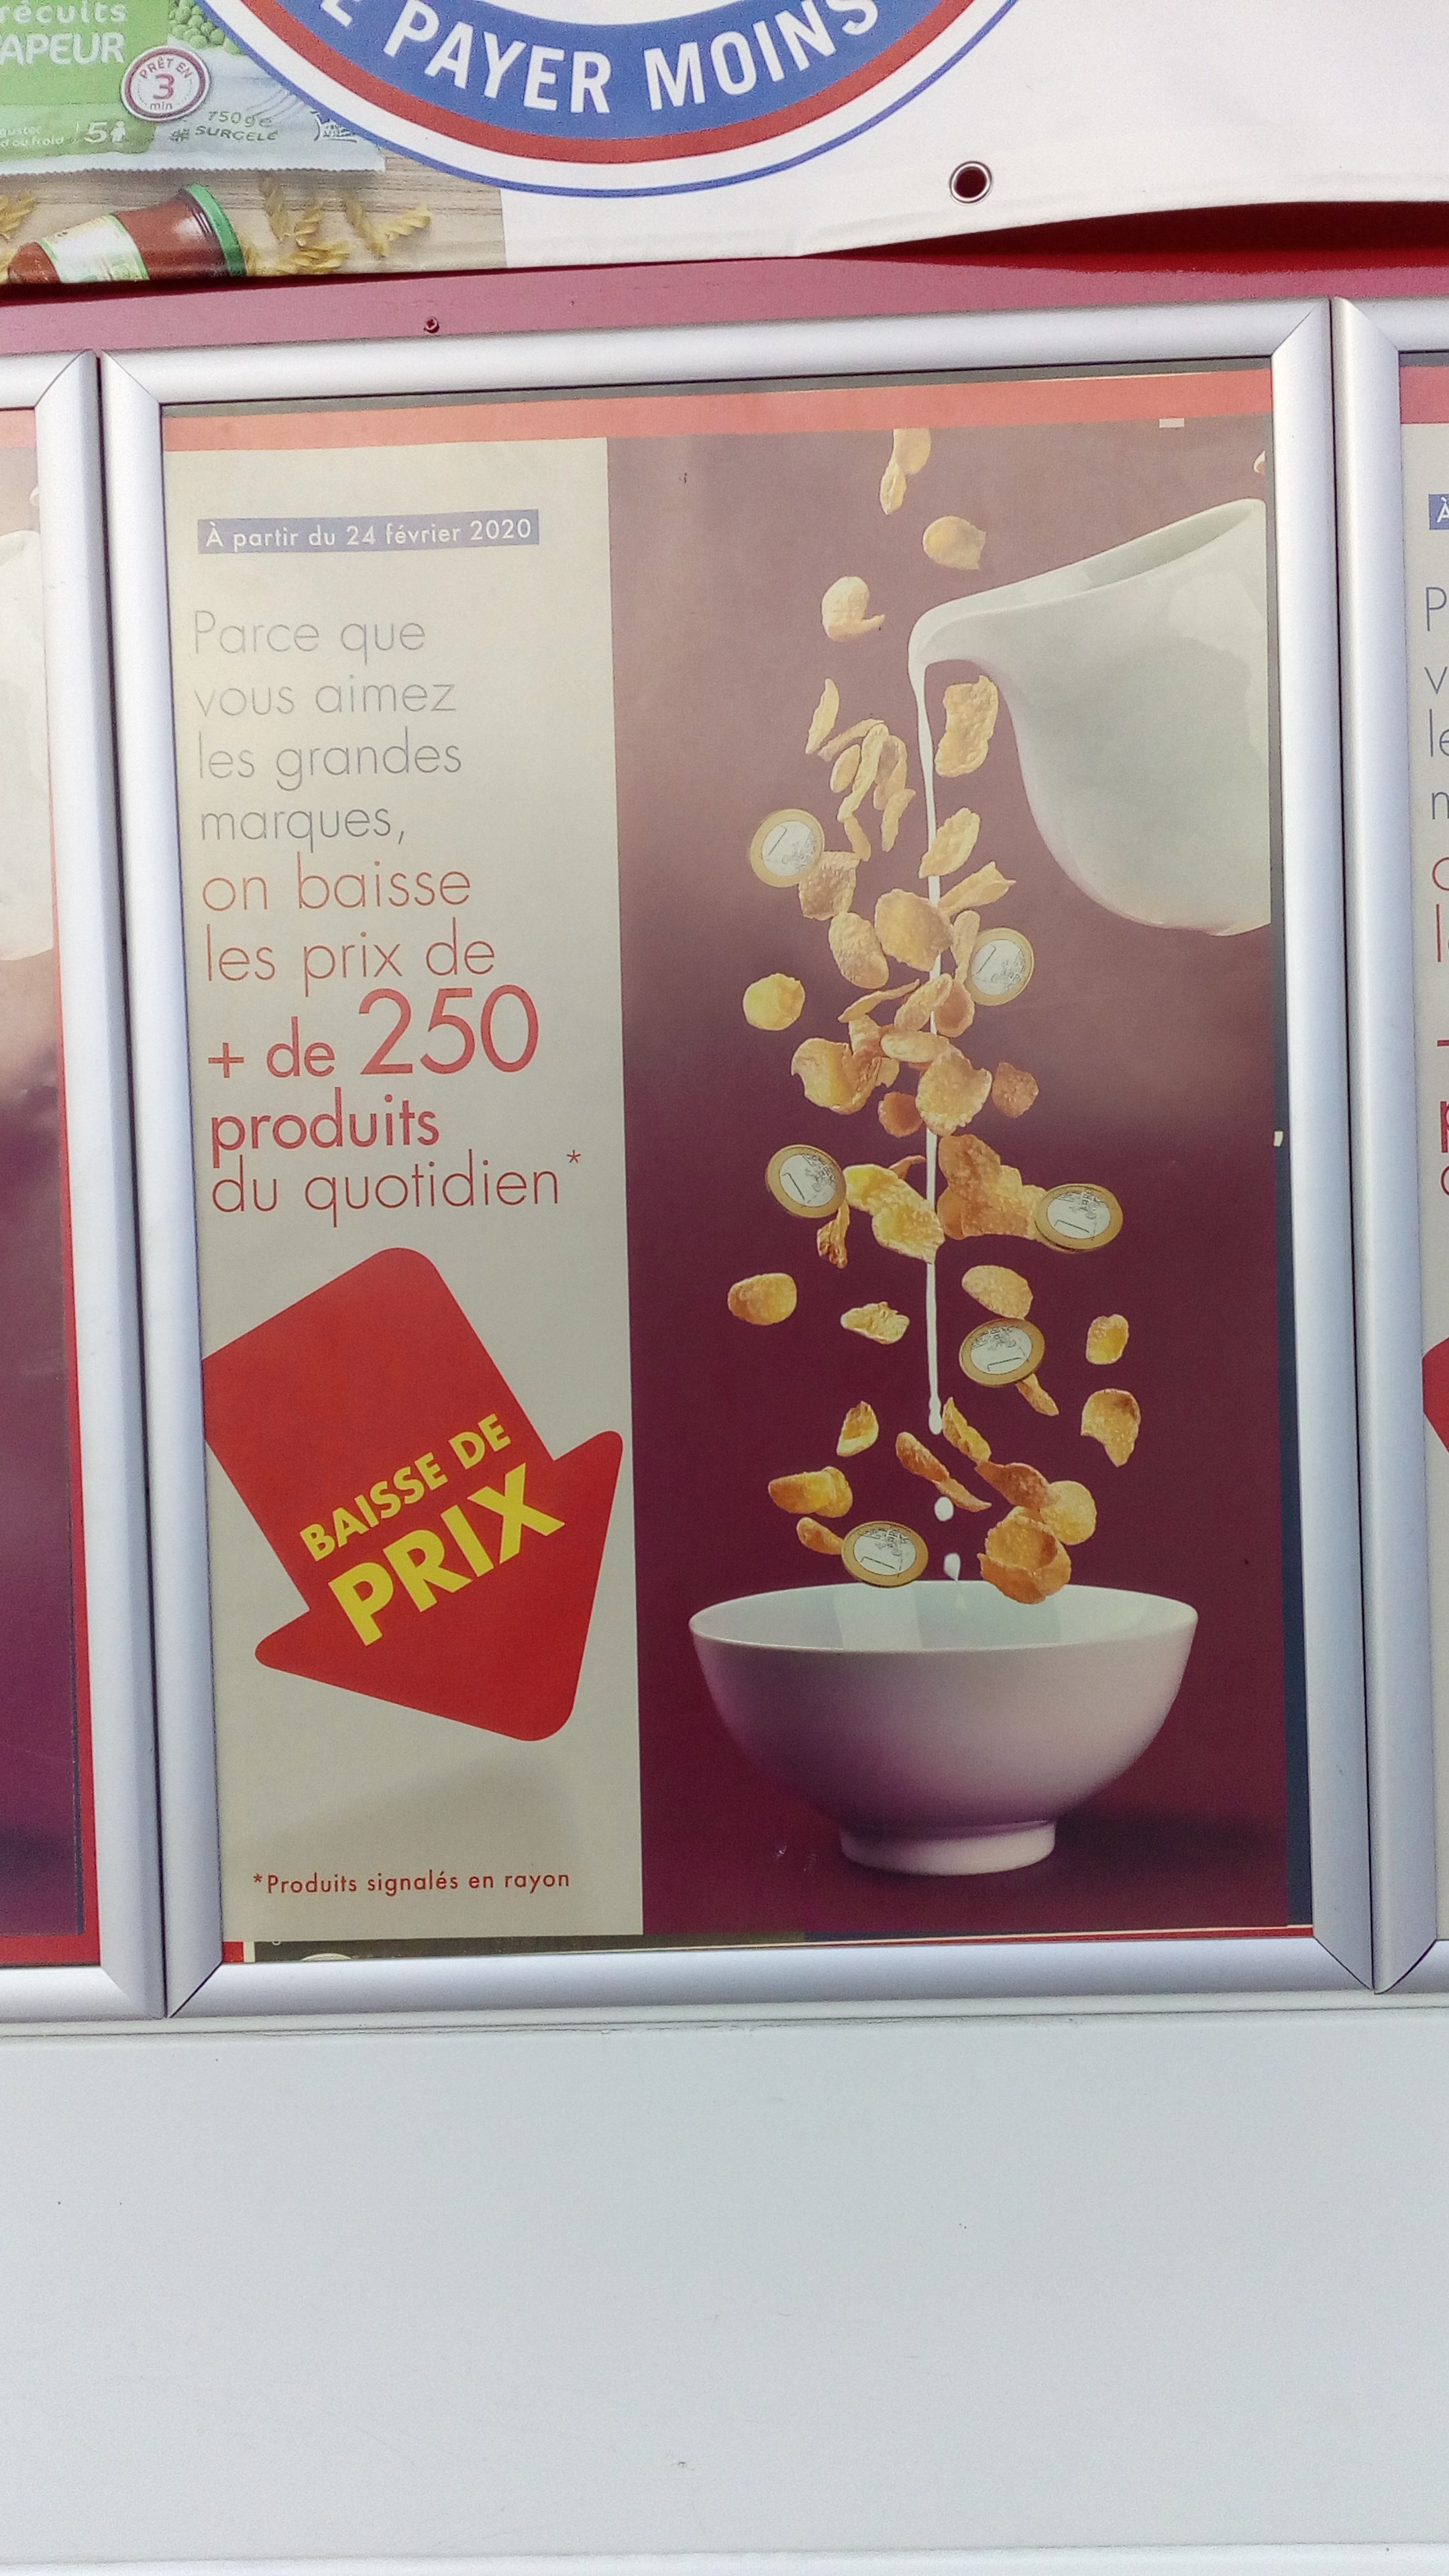 récuits
APEUR
PRÊT EN
3
min
5
750g e
SURGELÉ
PAYER MOINS
À partir du 24 février 2020
Parce que
vous aimez
les grandes
marques,
on baisse
les prix de
+ de 250
produits
du quotidien*
BAISSE DE
PRIX
*Produits signalés en rayon
À